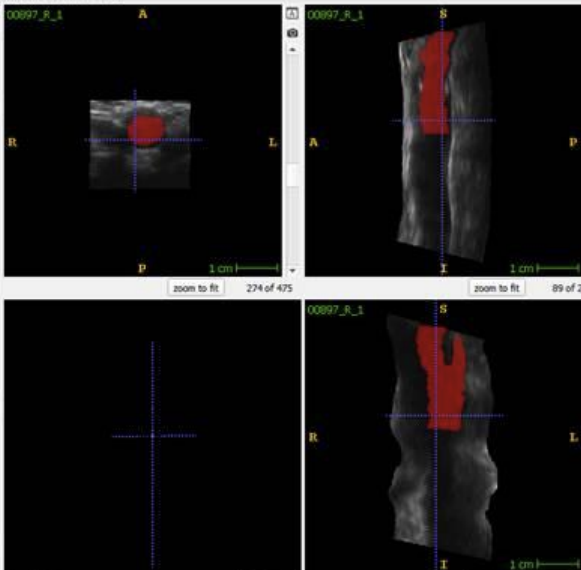 00897_R_1
A
A
R
L
P
1 cm
zoom to fit
274 of 475
00897_R_1
S
A
P
I
1 cm
zoom to fit
89 of 2
00897_R_1
S
R
L
I
1 cm